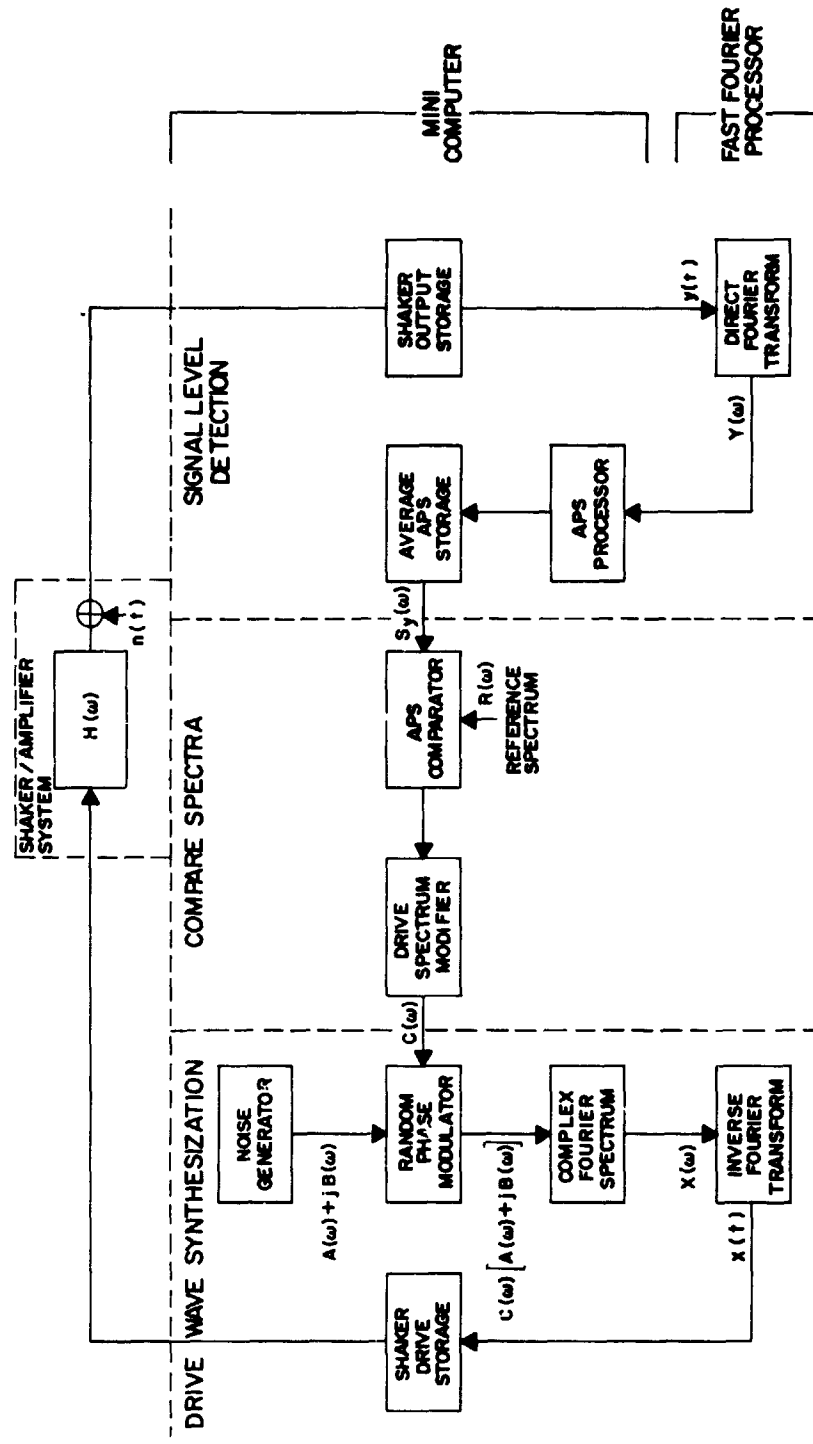 SHAKER / AMPLIFIER
SYSTEM
H(ω)
n(t)
DRIVE WAVE SYNTHESIZATION
COMPARE SPECTRA
SIGNAL LEVEL
DETECTION
NOISE
GENERATOR
A(ω)+jB(ω)
SHAKER
DRIVE
STORAGE
RANDOM
PHASE
MODULATOR
C(ω)
DRIVE
SPECTRUM
MODIFIER
APS
COMPARATOR
R(ω)
REFERENCE
SPECTRUM
Sy(ω)
AVERAGE
APS
STORAGE
SHAKER
OUTPUT
STORAGE
MINI
COMPUTER
C(ω)[A(ω)+jB(ω)]
COMPLEX
FOURIER
SPECTRUM
APS
PROCESSOR
X(ω)
y(t)
X(t)
INVERSE
FOURIER
TRANSFORM
Y(ω)
DIRECT
FOURIER
TRANSFORM
FAST FOURIER
PROCESSOR